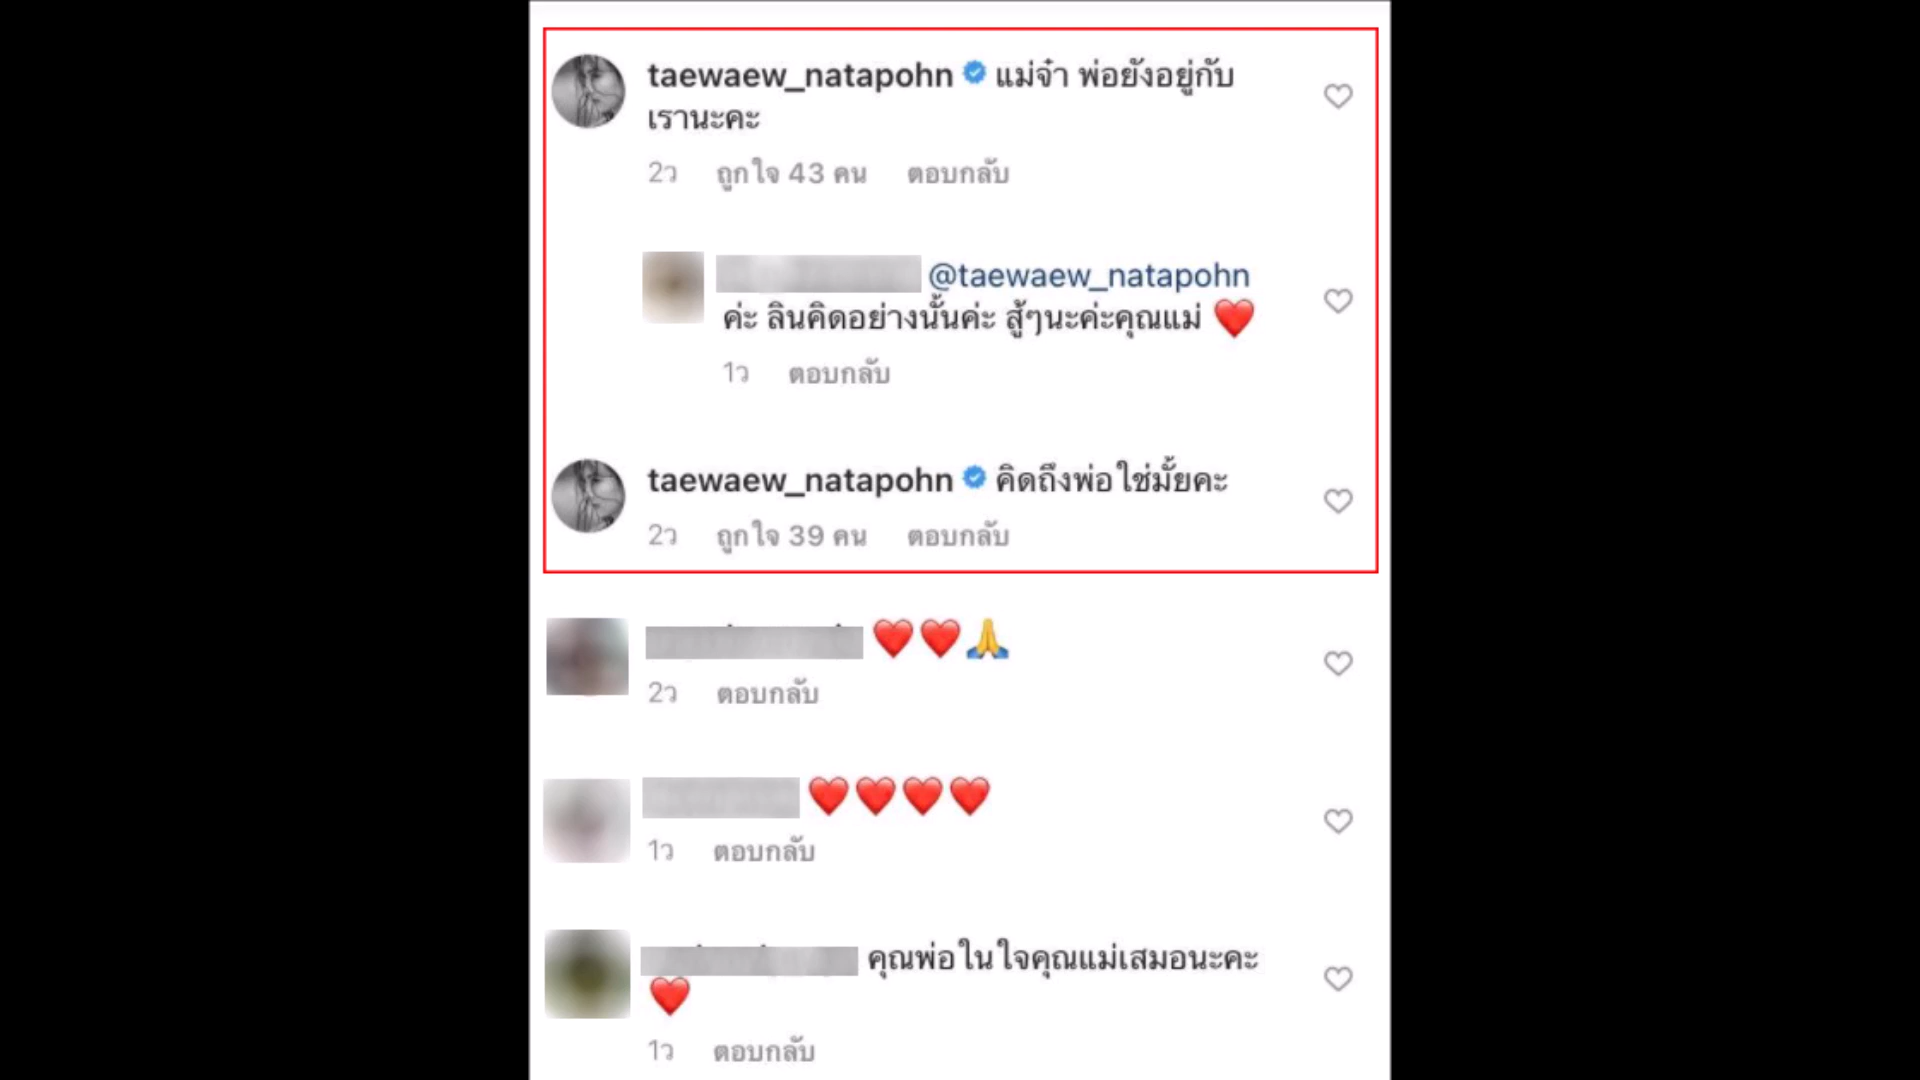 taewaew_natapohn แม่จ๋า พ่อยังอยู่กับ
เรานะคะ
2ว ถูกใจ 43 คน ตอบกลับ
@taewaew_natapohn
ค่ะ ลินคิดอย่างนั้นค่ะ สู้ๆนะค่ะคุณแม่ ❤️
1ว ตอบกลับ
taewaew_natapohn คิดถึงพ่อใช่มั้ยคะ
2ว ถูกใจ 39 คน ตอบกลับ
❤️❤️🙏
2ว ตอบกลับ
❤️❤️❤️❤️
1ว ตอบกลับ
คุณพ่อในใจคุณแม่เสมอนะคะ
❤️
1ว ตอบกลับ